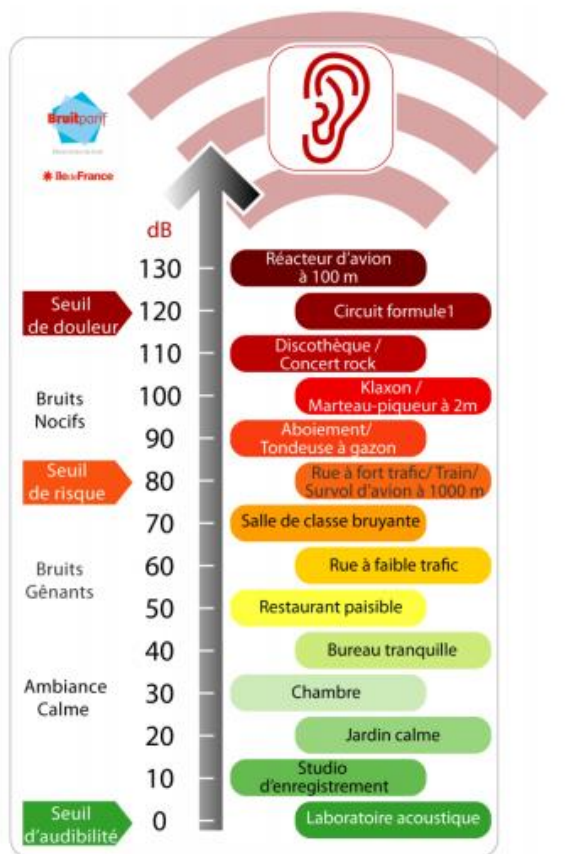 Bruitparif
îledeFrance
dB
130
Réacteur d'avion
à 100 m
Seuil
de douleur
120
Circuit formule1
110
Discothèque /
Concert rock
Bruits
Nocifs
100
Klaxon /
Marteau-piqueur à 2m
90
Aboiement/
Tondeuse à gazon
Seuil
de risque
80
Rue à fort trafic/ Train/
Survol d'avion à 1000 m
70
Salle de classe bruyante
Bruits
Gênants
60
Rue à faible trafic
50
Restaurant paisible
40
Bureau tranquille
Ambiance
Calme
30
Chambre
20
Jardin calme
10
Studio
d'enregistrement
Seuil
d'audibilité
0
Laboratoire acoustique